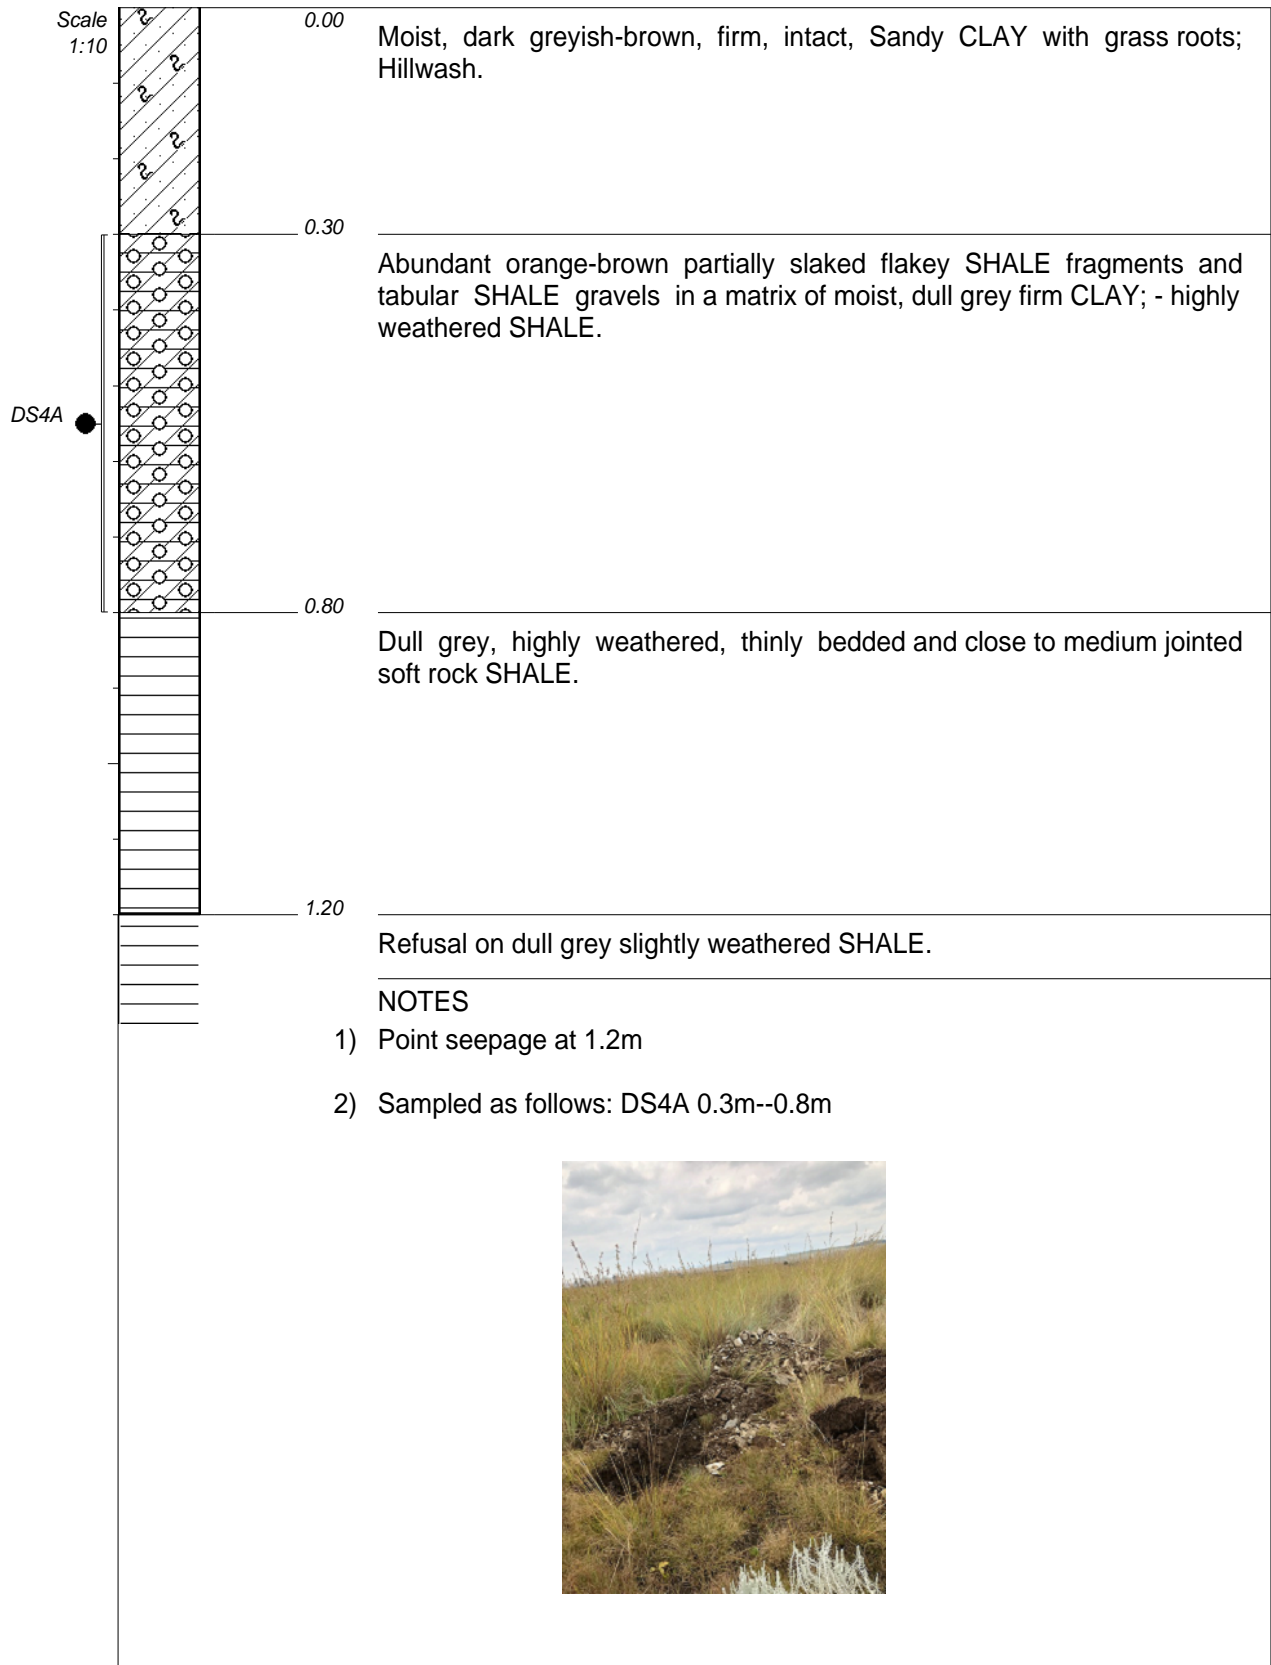 Scale
1:10
0.00
Moist, dark greyish-brown, firm, intact, Sandy CLAY with grass roots;
Hillwash.
0.30
Abundant orange-brown partially slaked flakey SHALE fragments and
tabular SHALE gravels in a matrix of moist, dull grey firm CLAY; - highly
weathered SHALE.
DS4A
0.80
Dull grey, highly weathered, thinly bedded and close to medium jointed
soft rock SHALE.
1.20
Refusal on dull grey slightly weathered SHALE.
NOTES
1) Point seepage at 1.2m
2) Sampled as follows: DS4A 0.3m--0.8m